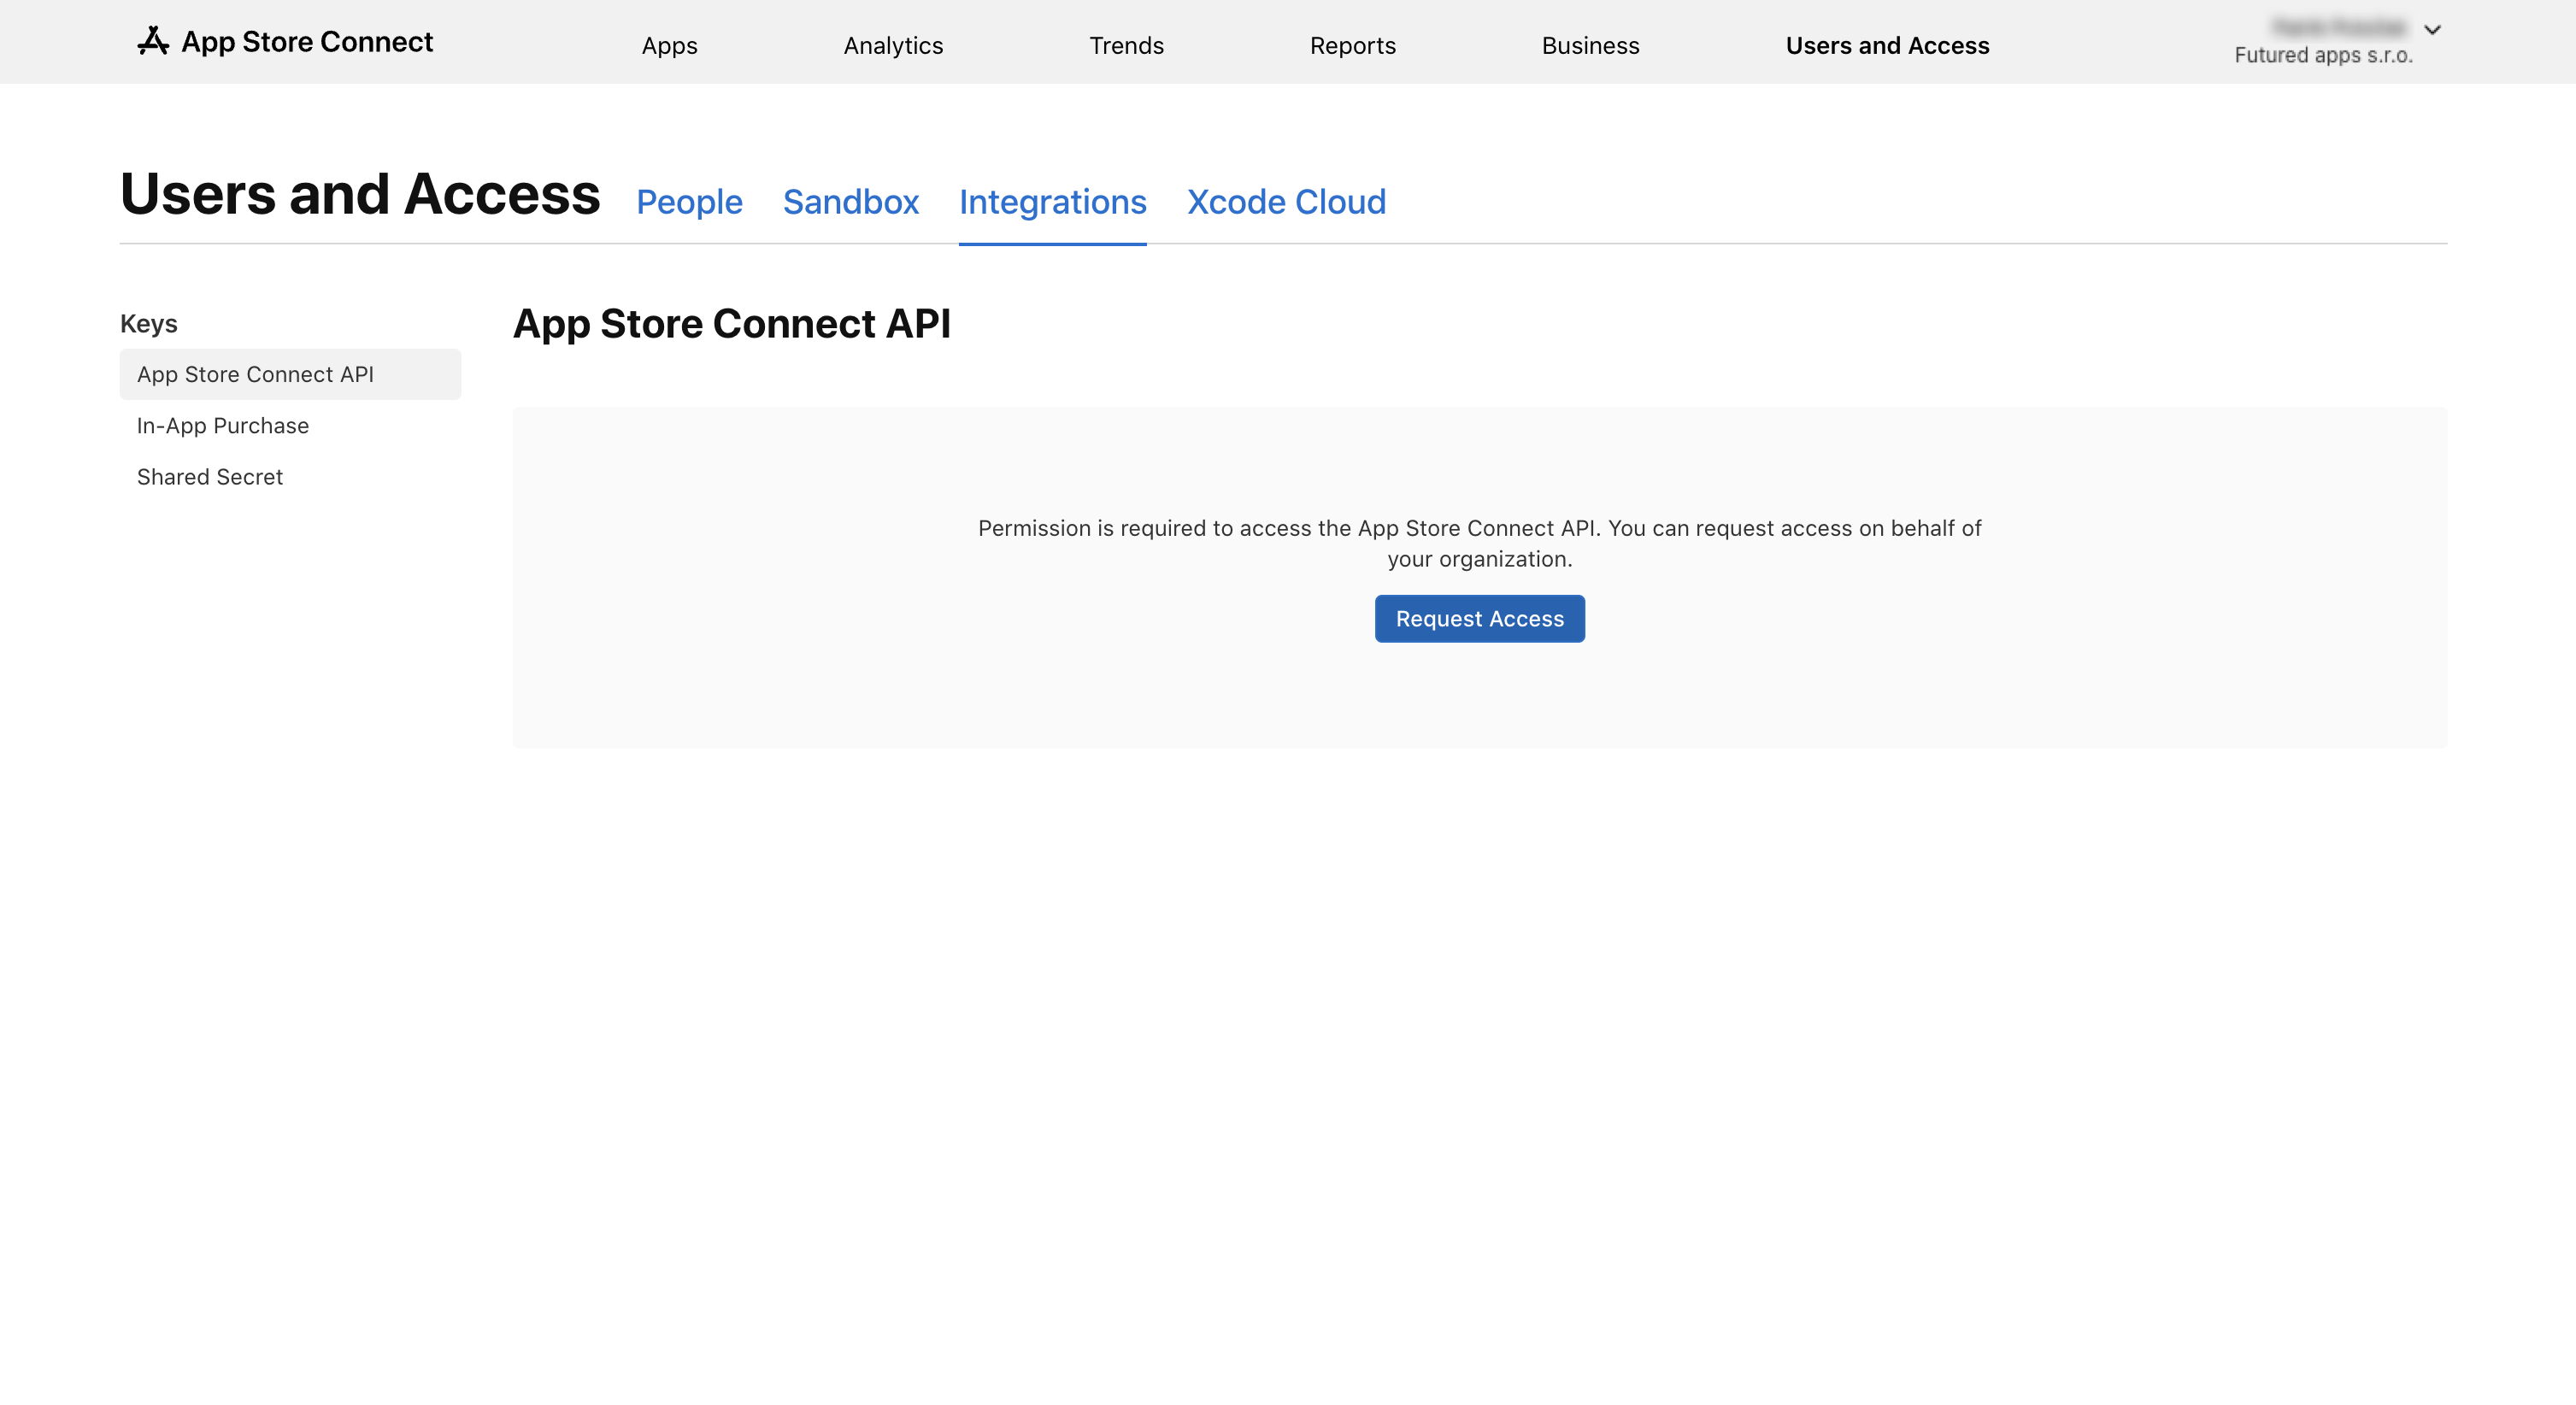 App Store Connect
Apps
Analytics
Trends
Reports
Business
Users and Access
Futured apps s.r.o.
Users and Access
People
Sandbox
Integrations
Xcode Cloud
Keys
App Store Connect API
In-App Purchase
Shared Secret
App Store Connect API
Permission is required to access the App Store Connect API. You can request access on behalf of
your organization.
Request Access